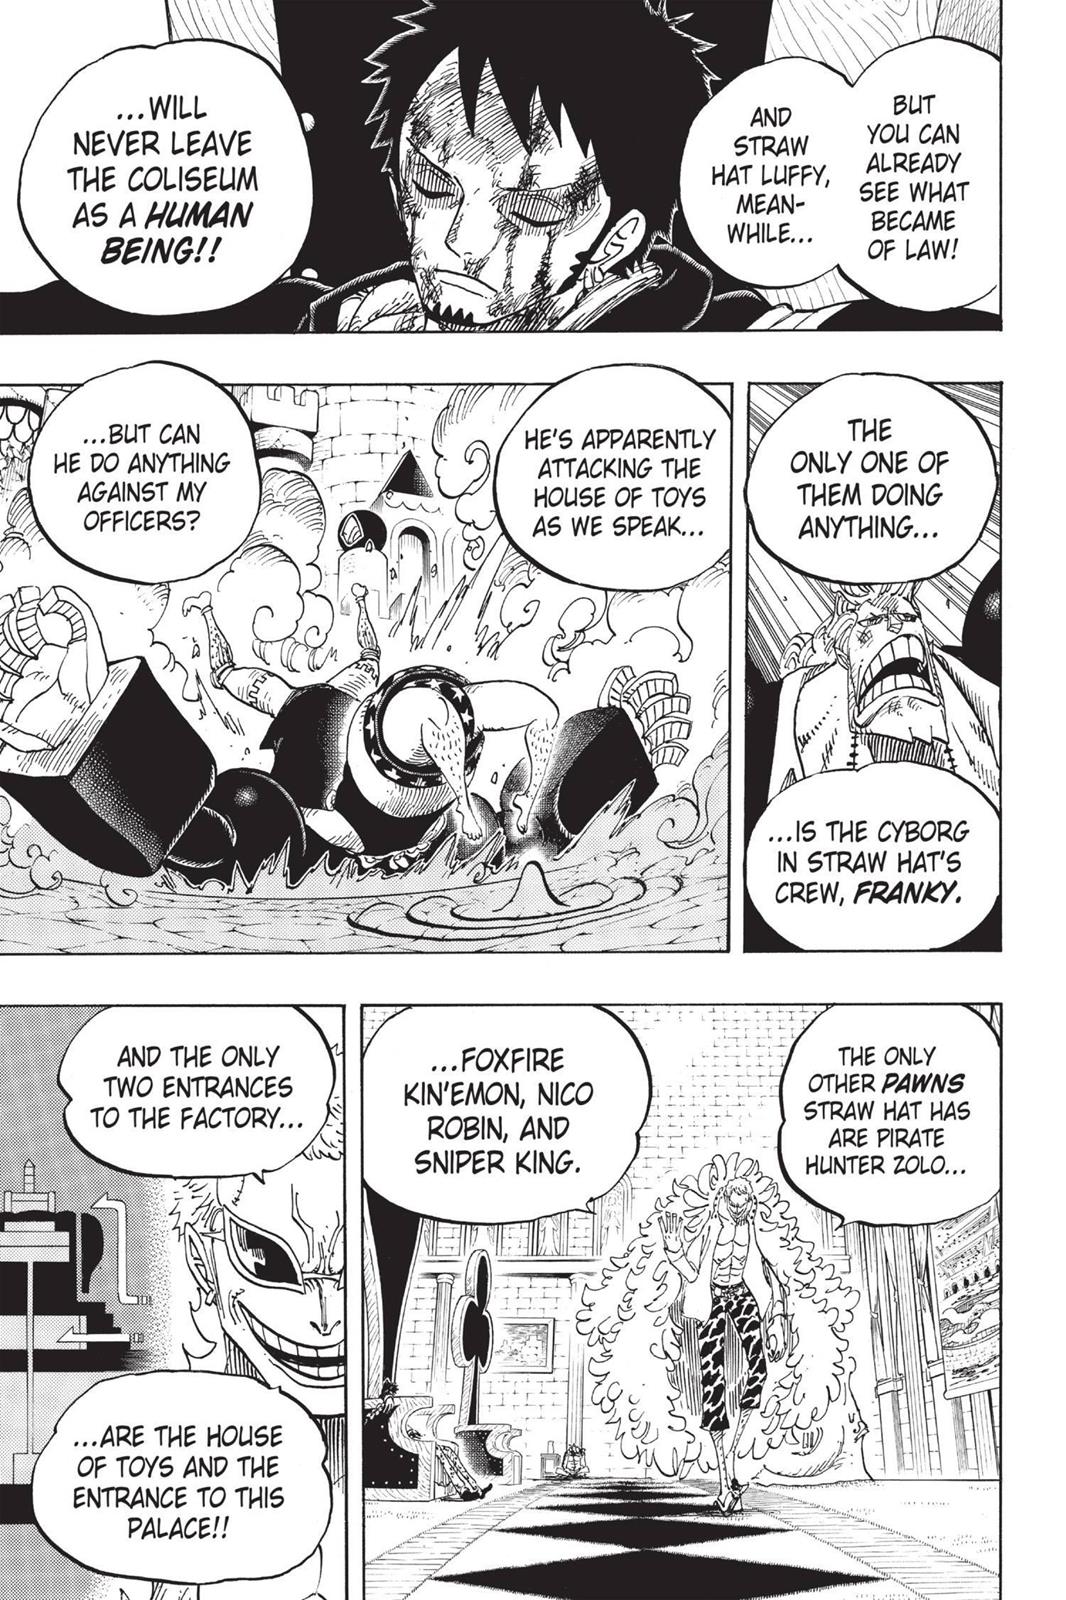 BUT
YOU CAN
ALREADY
SEE WHAT
BECAME
OF LAW!
AND
STRAW
HAT LUFFY,
MEAN-
WHILE...
...WILL
NEVER LEAVE
THE COLISEUM
AS A HUMAN
BEING!!
THE
ONLY ONE OF
THEM DOING
ANYTHING...
...IS THE CYBORG
IN STRAW HAT'S
CREW, FRANKY.
HE'S APPARENTLY
ATTACKING THE
HOUSE OF TOYS
AS WE SPEAK...
...BUT CAN
HE DO ANYTHING
AGAINST MY
OFFICERS?
THE ONLY
OTHER PAWNS
STRAW HAT HAS
ARE PIRATE
HUNTER ZOLO...
...FOXFIRE
KIN'EMON, NICO
ROBIN, AND
SNIPER KING.
AND THE ONLY
TWO ENTRANCES
TO THE FACTORY...
...ARE THE HOUSE
OF TOYS AND THE
ENTRANCE TO THIS
PALACE!!